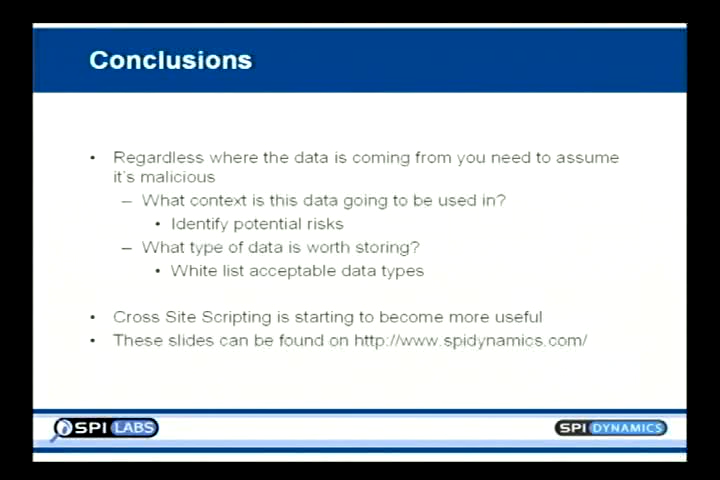 Conclusions
• Regardless where the data is coming from you need to assume
it's malicious
– What context is this data going to be used in?
• Identify potential risks
– What type of data is worth storing?
• White list acceptable data types
• Cross Site Scripting is starting to become more useful
• These slides can be found on http://www.spidynamics.com/
SPI LABS
SPI DYNAMICS